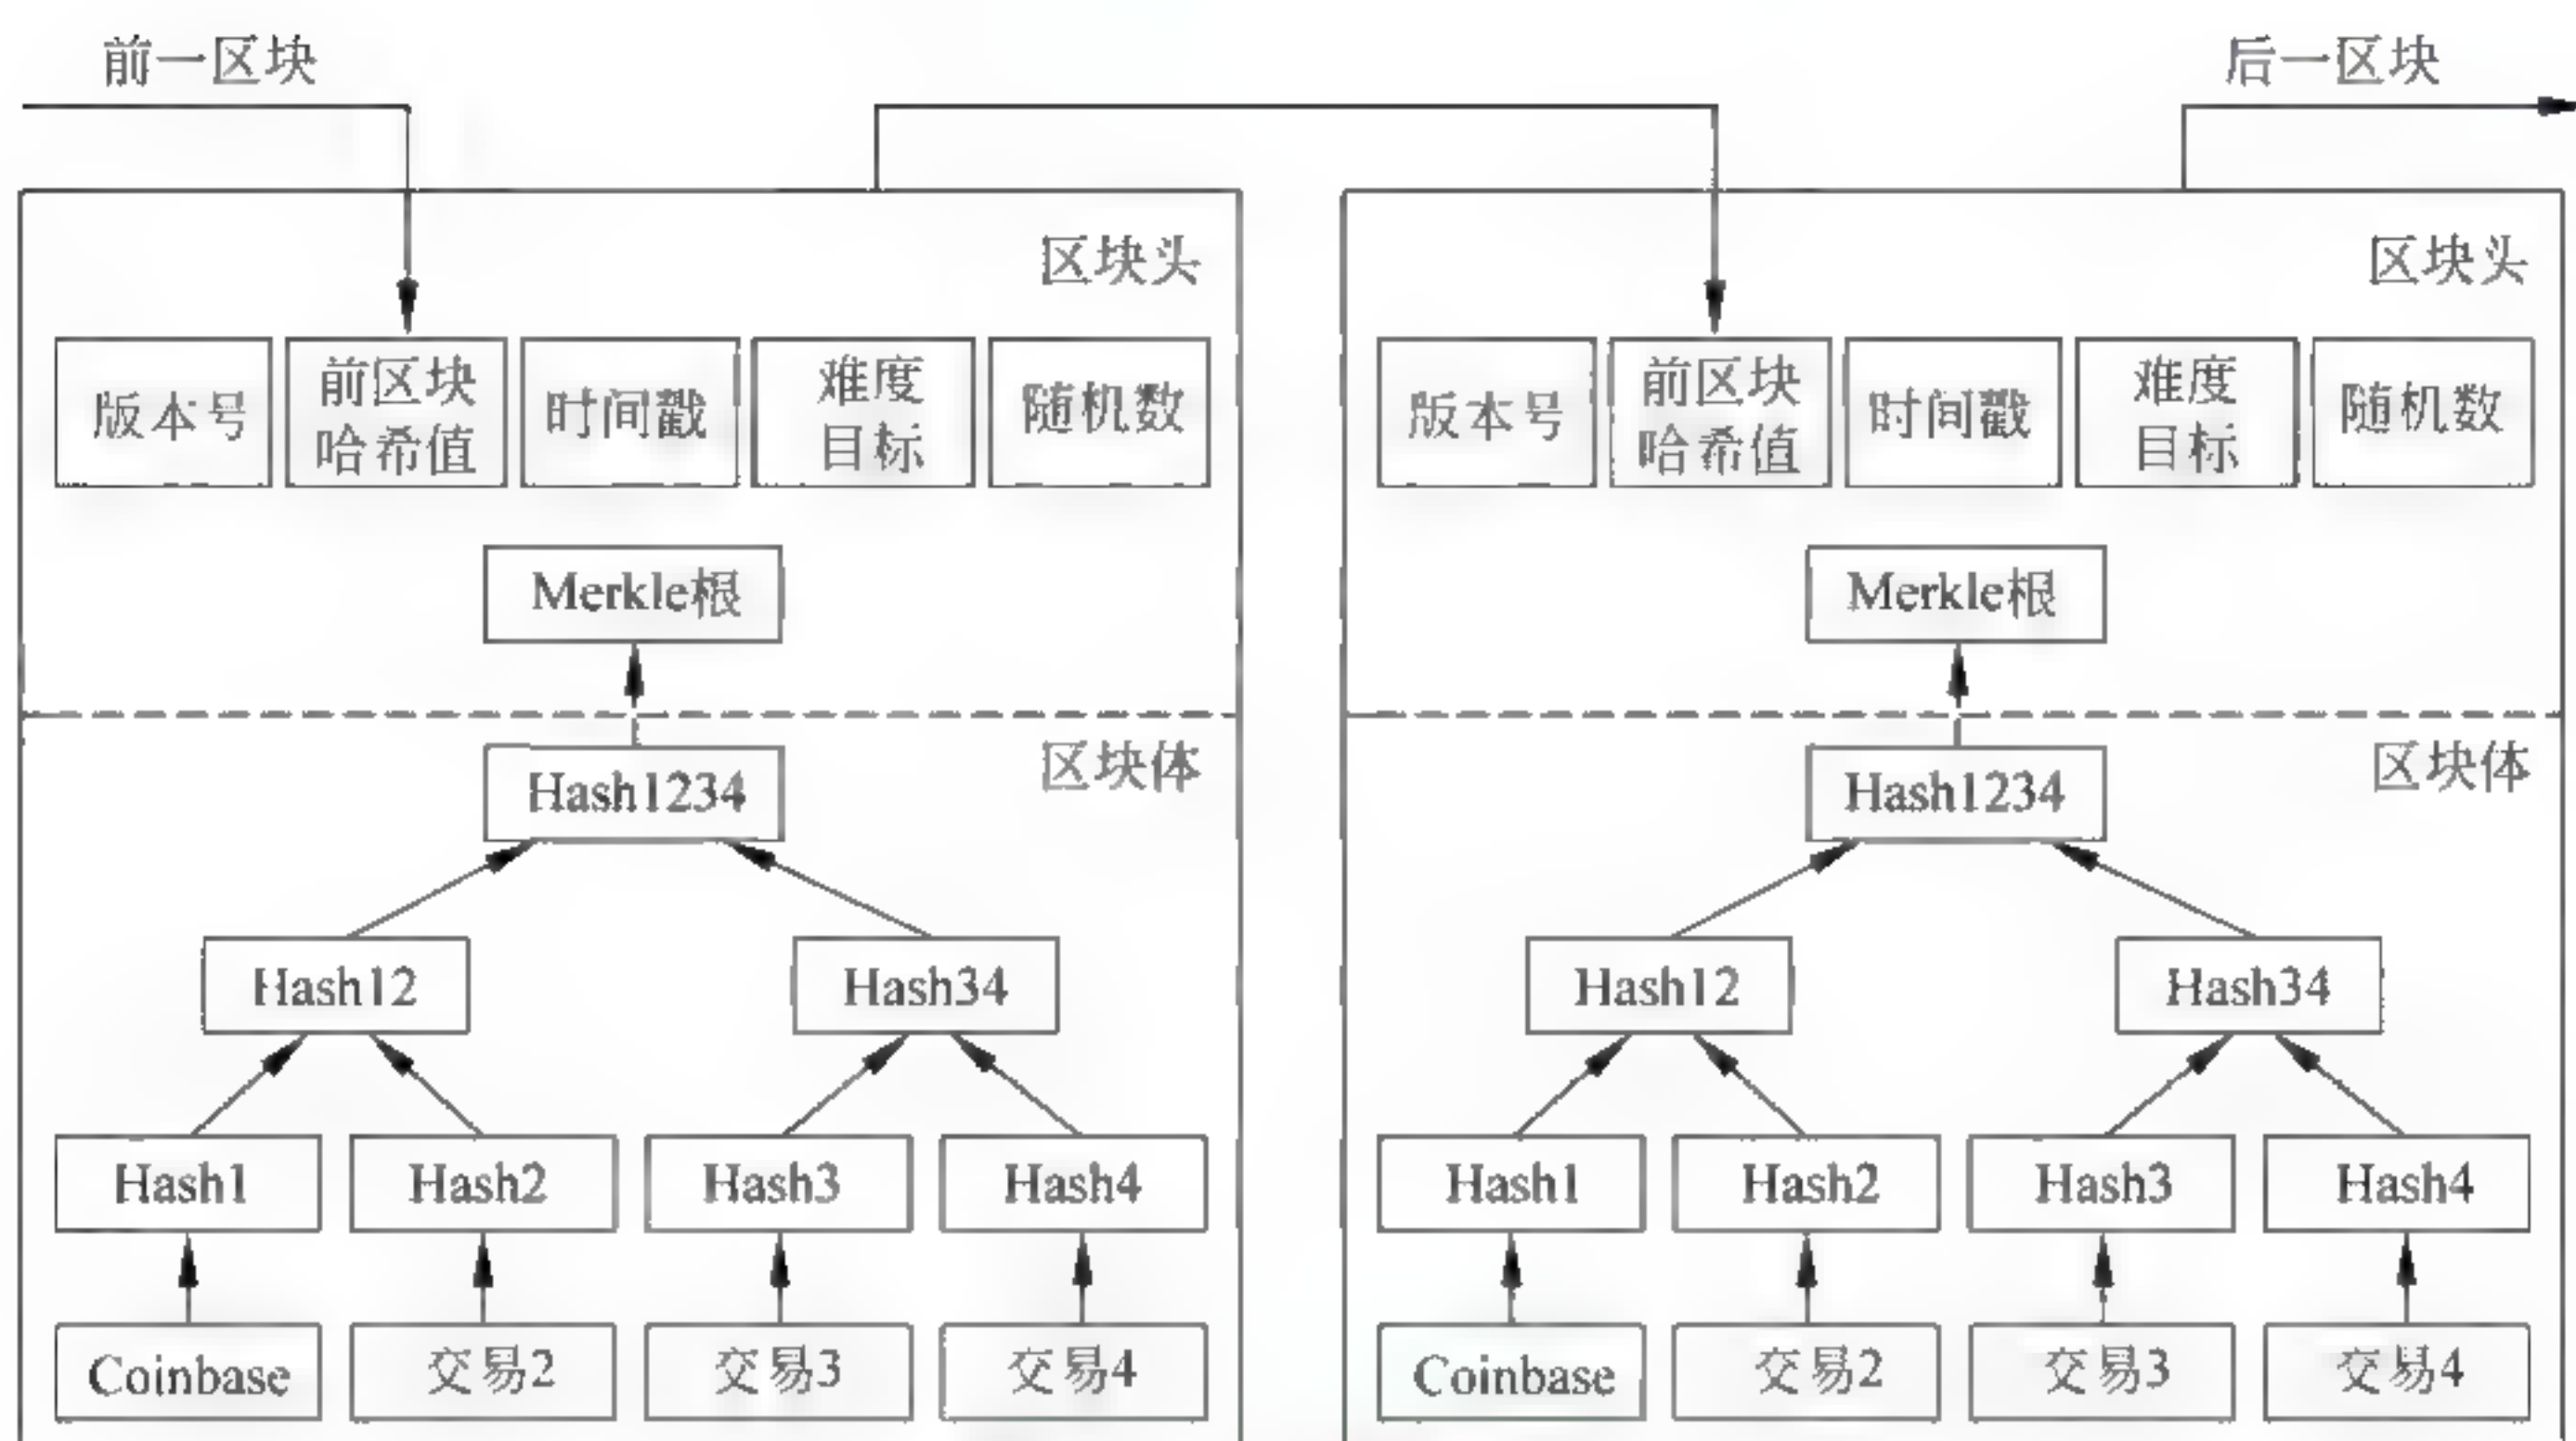 前一区块
后一区块
区块头
版本号
前区块
哈希值
时间戳
难度
目标
随机数
Merkle根
区块体
Hash1234
Hash12
Hash34
Hash1
Hash2
Hash3
Hash4
Coinbase
交易2
交易3
交易4
区块头
版本号
前区块
哈希值
时间戳
难度
目标
随机数
Merkle根
区块体
Hash1234
Hash12
Hash34
Hash1
Hash2
Hash3
Hash4
Coinbase
交易2
交易3
交易4